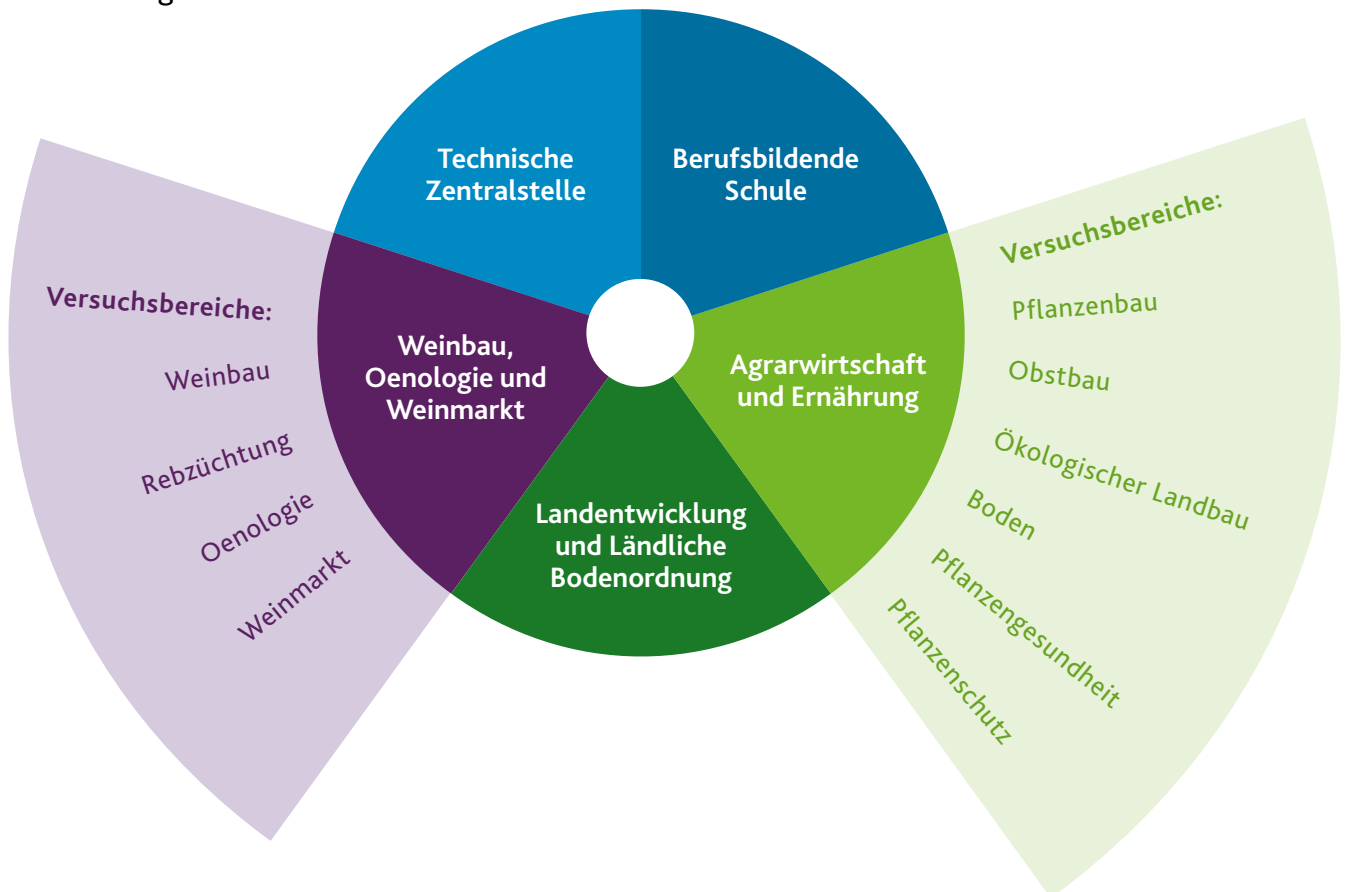 Technische
Zentralstelle
Berufsbildende
Schule
Weinbau,
Oenologie und
Weinmarkt
Agrarwirtschaft
und Ernährung
Landentwicklung
und Ländliche
Bodenordnung
Versuchsbereiche:
Weinbau
Rebzüchtung
Oenologie
Weinmarkt
Versuchsbereiche:
Pflanzenbau
Obstbau
Ökologischer Landbau
Boden
Pflanzengesundheit
Pflanzenschutz